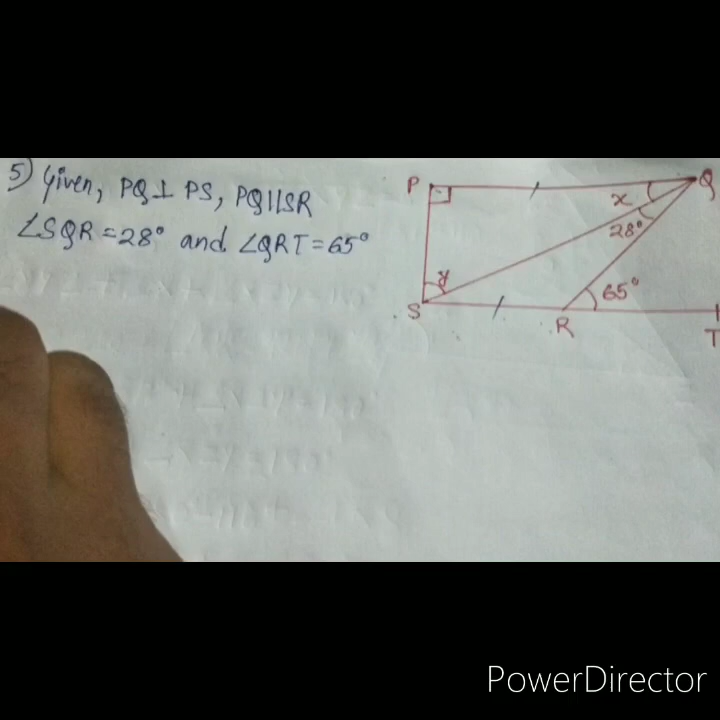 5) Given, PQ ⊥ PS, PQ||SR
∠SQR = 28° and ∠QRT = 65°
P
Q
x
28°
y
65°
S
R
T
PowerDirector